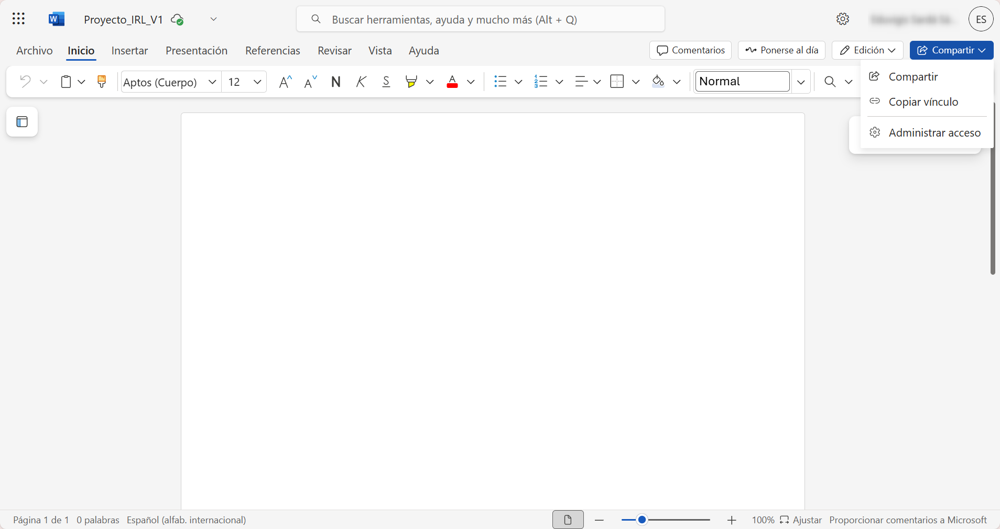 Proyecto_IRL_V1
Buscar herramientas, ayuda y mucho más (Alt + Q)
ES
Archivo Inicio Insertar Presentación Referencias Revisar Vista Ayuda
Comentarios Ponerse al día Edición Compartir
Aptos (Cuerpo) 12 N K S A Normal
Compartir
Copiar vínculo
Administrar acceso
Página 1 de 1 0 palabras Español (alfab. internacional) 100% Ajustar Proporcionar comentarios a Microsoft